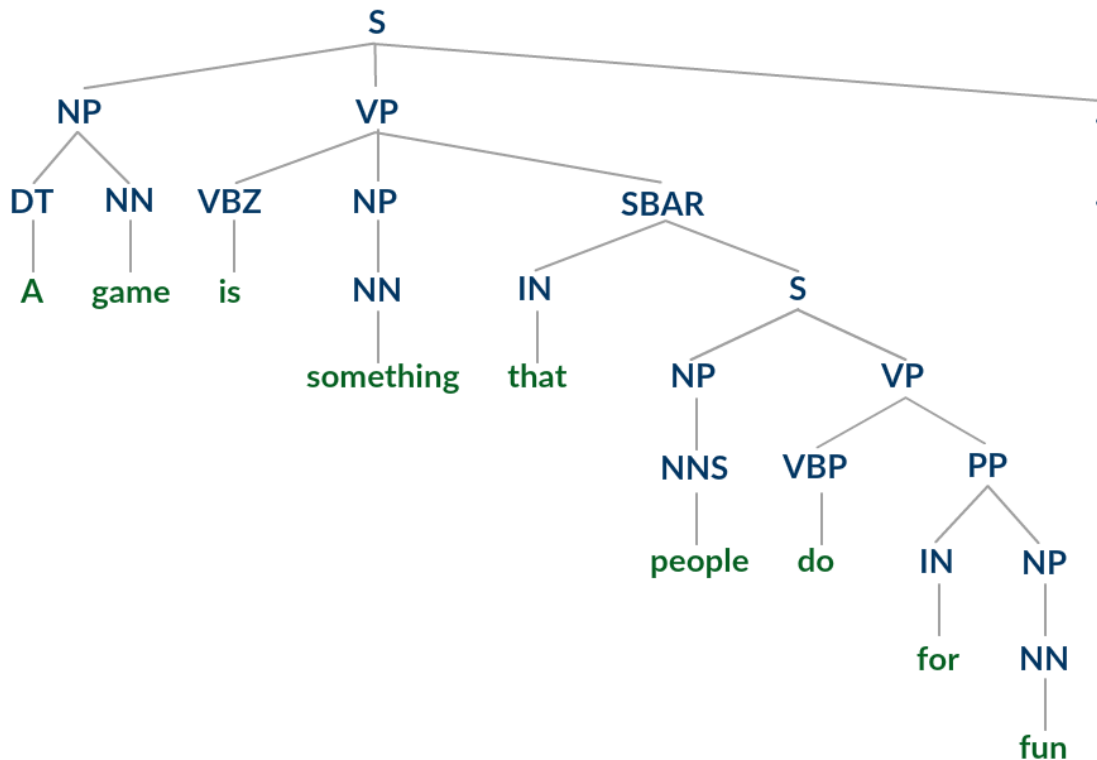 S
NP VP
DT NN VBZ NP SBAR
A game is NN IN S
something that NP VP
NNS VBP PP
people do IN NP
for NN
fun